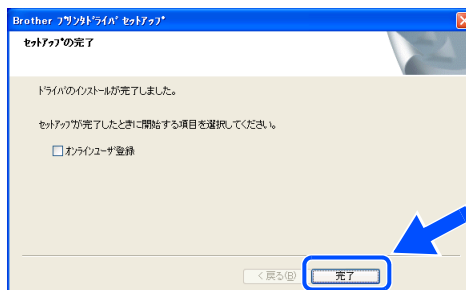 Brother ﾌﾟﾘﾝﾀﾄﾞﾗｲﾊﾞ ｾｯﾄｱｯﾌﾟ
ｾｯﾄｱｯﾌﾟの完了
ﾄﾞﾗｲﾊﾞのｲﾝｽﾄｰﾙが完了しました。
ｾｯﾄｱｯﾌﾟが完了したときに開始する項目を選択してください。
ｵﾝﾗｲﾝﾕｰｻﾞ登録
< 戻る(B)
完了